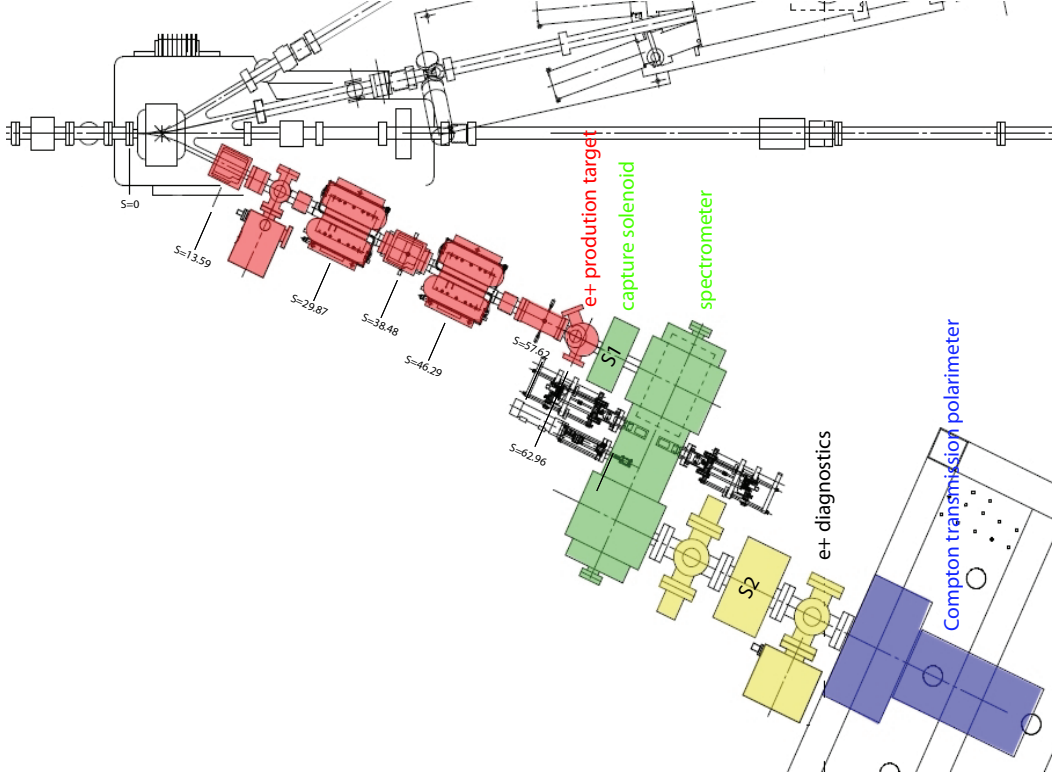 S=0
S=13.59
S=29.87
S=38.48
S=46.29
S=57.62
S=62.96
e+ prodution target
capture solenoid
spectrometer
S1
S2
e+ diagnostics
Compton transmission polarimeter